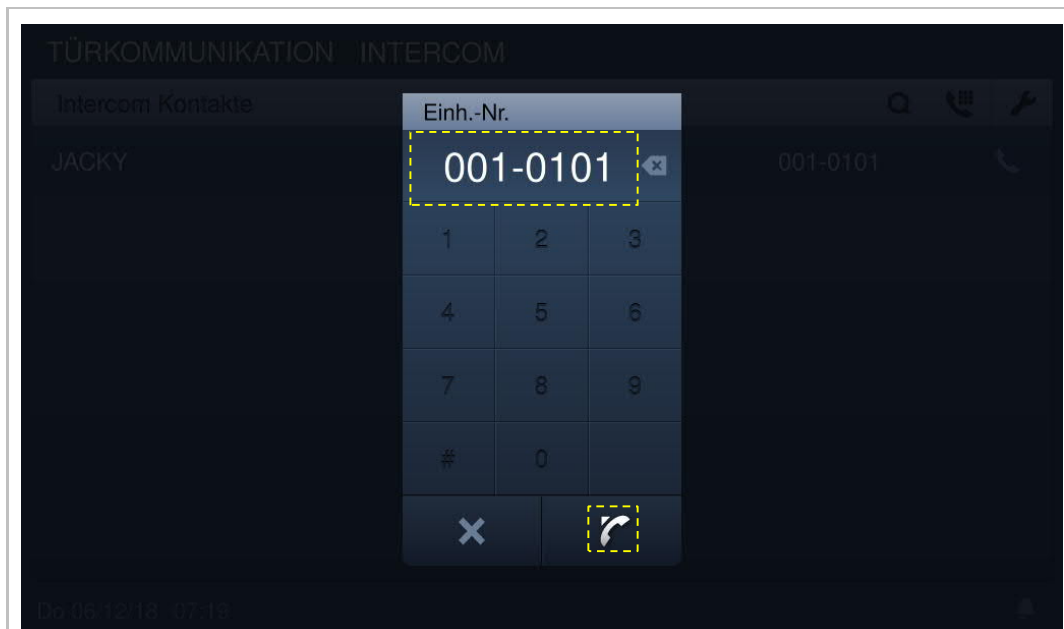 TÜRKOMMUNIKATION INTERCOM
Intercom Kontakte
Einh.-Nr.
JACKY
001-0101
001-0101
1 2 3
4 5 6
7 8 9
# 0
Do 06/12/18 07:19